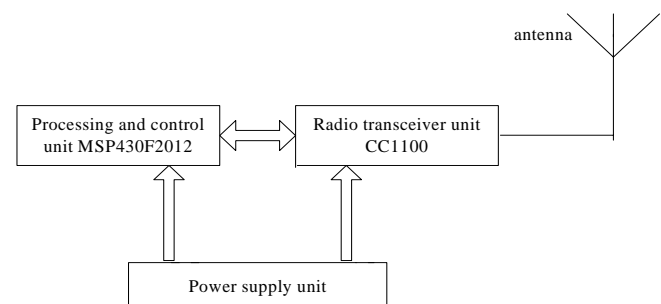 antenna
Processing and control
unit MSP430F2012
Radio transceiver unit
CC1100
Power supply unit